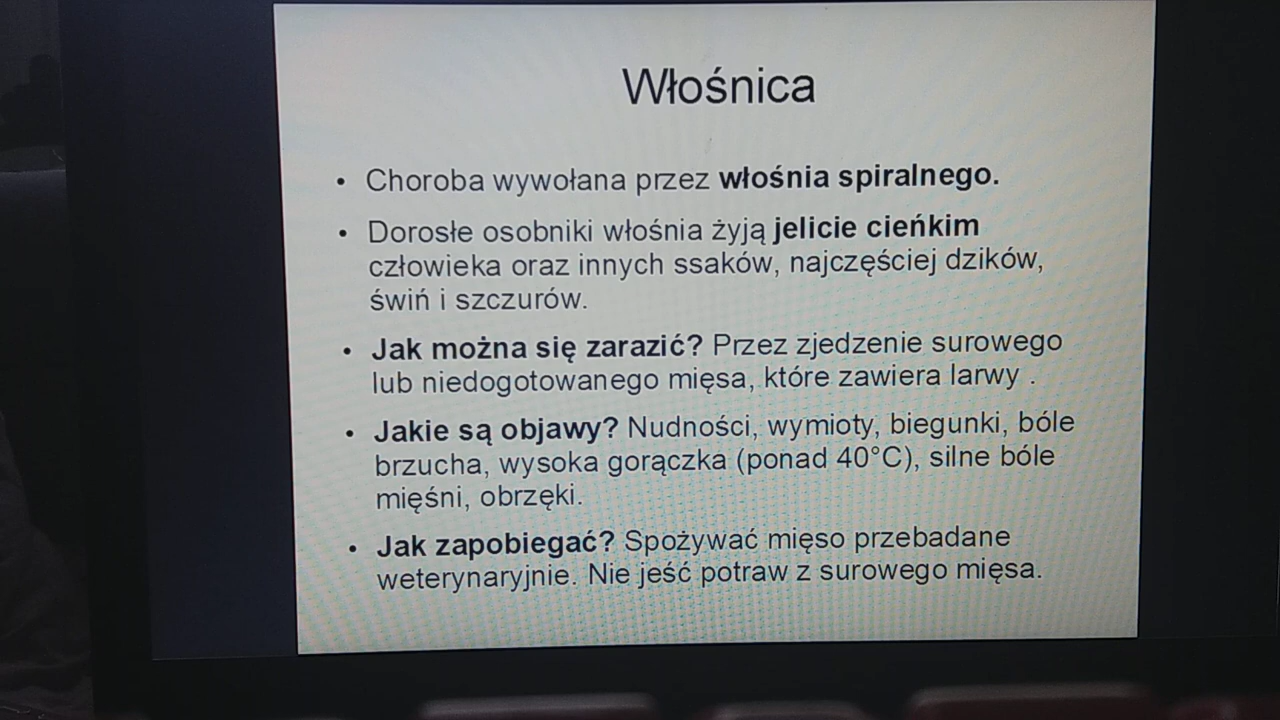 Włośnica
• Choroba wywołana przez włośnia spiralnego.
• Dorosłe osobniki włośnia żyją jelicie cieńkim
człowieka oraz innych ssaków, najczęściej dzików,
świń i szczurów.
• Jak można się zarazić? Przez zjedzenie surowego
lub niedogotowanego mięsa, które zawiera larwy .
• Jakie są objawy? Nudności, wymioty, biegunki, bóle
brzucha, wysoka gorączka (ponad 40°C), silne bóle
mięśni, obrzęki.
• Jak zapobiegać? Spożywać mięso przebadane
weterynaryjnie. Nie jeść potraw z surowego mięsa.